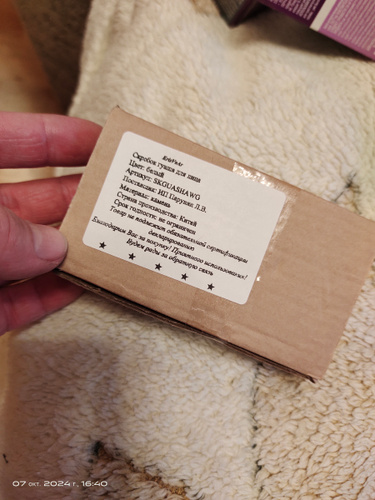 Скребок гуаша для лица
Цвет: белый
Артикул: SKGUASHAWG
Поставщик: ИП Царулис Л.В.
Материал: камень
Страна производства: Китай
Срок годности: не ограничен
Товар не подлежит обязательной сертификации
декларированию
Благодарим Вас за покупку! Приятного использования!
Будем рады за обратную связь
07 окт. 2024 г., 16:40